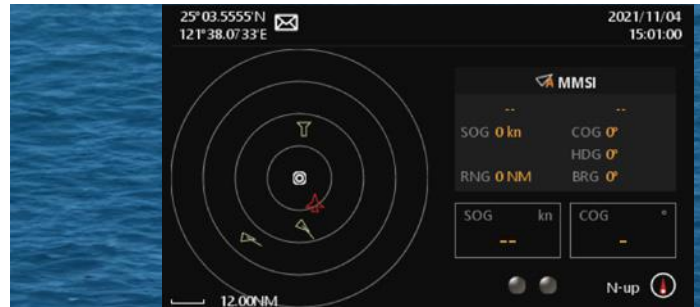 25° 03.5555'N
121° 38.0733'E
2021/11/04
15:01:00
MMSI
-- --
SOG 0 kn COG 0°
HDG 0°
RNG 0 NM BRG 0°
SOG kn
--
COG °
-
12.00NM
N-up